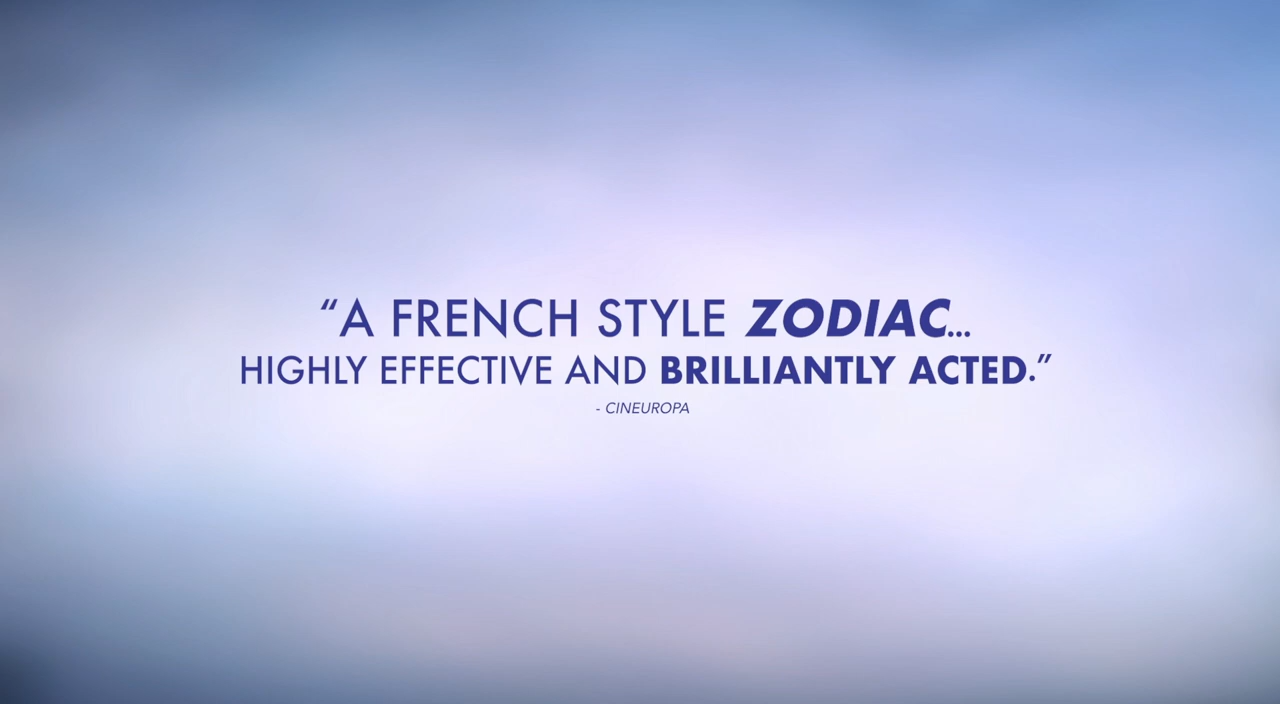 “A FRENCH STYLE ZODIAC...
HIGHLY EFFECTIVE AND BRILLIANTLY ACTED.”
- CINEUROPA